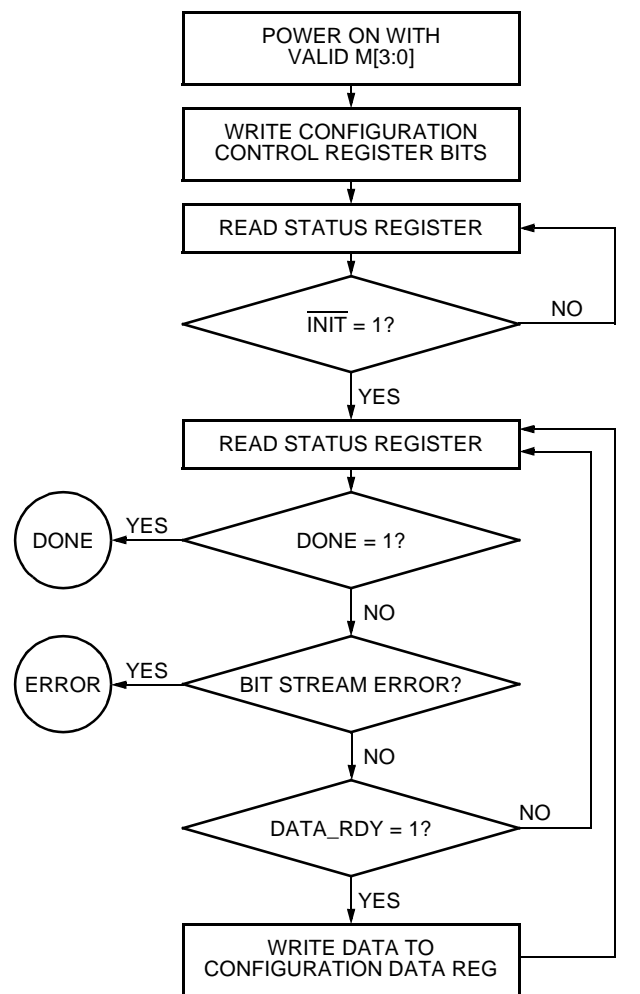 POWER ON WITH
VALID M[3:0]
WRITE CONFIGURATION
CONTROL REGISTER BITS
READ STATUS REGISTER
I̅N̅I̅T̅ = 1?
NO
YES
READ STATUS REGISTER
DONE
YES
DONE = 1?
NO
ERROR
YES
BIT STREAM ERROR?
NO
DATA_RDY = 1?
NO
YES
WRITE DATA TO
CONFIGURATION DATA REG